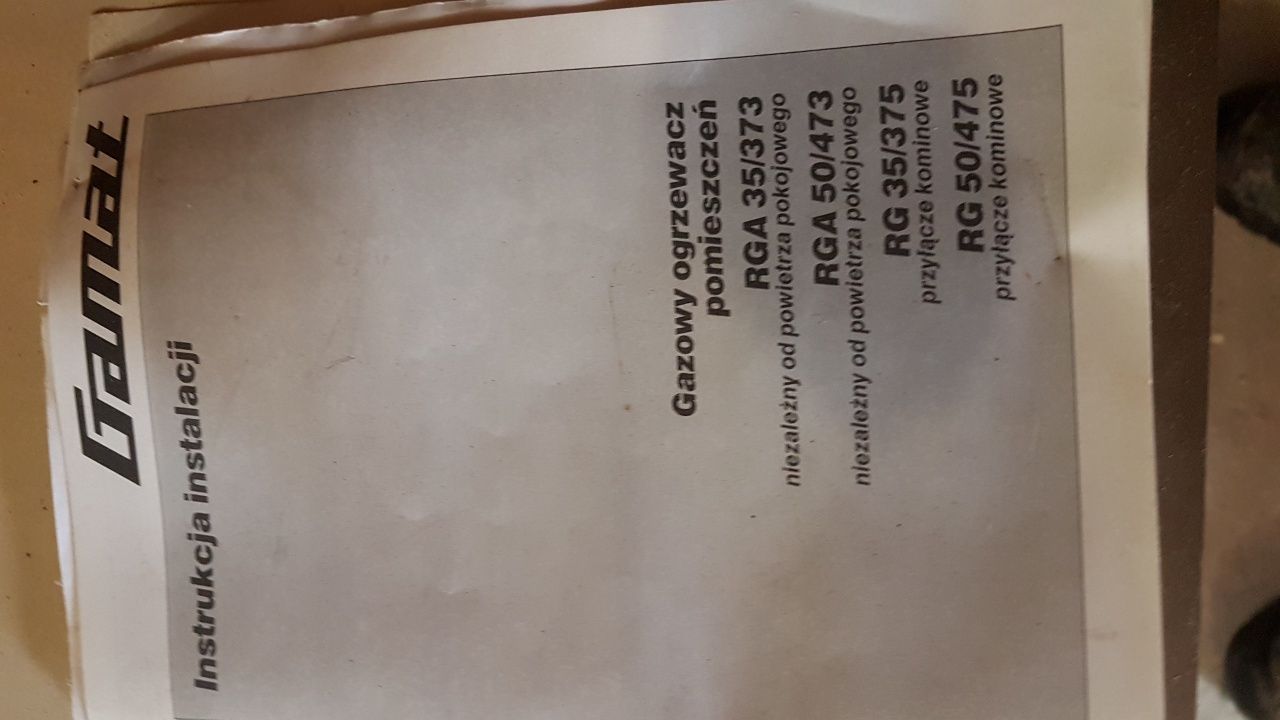 Gamat
Instrukcja instalacji
Gazowy ogrzewacz
pomieszczeń
RGA 35/373
niezależny od powietrza pokojowego
RGA 50/473
niezależny od powietrza pokojowego
RG 35/375
przyłącze kominowe
RG 50/475
przyłącze kominowe